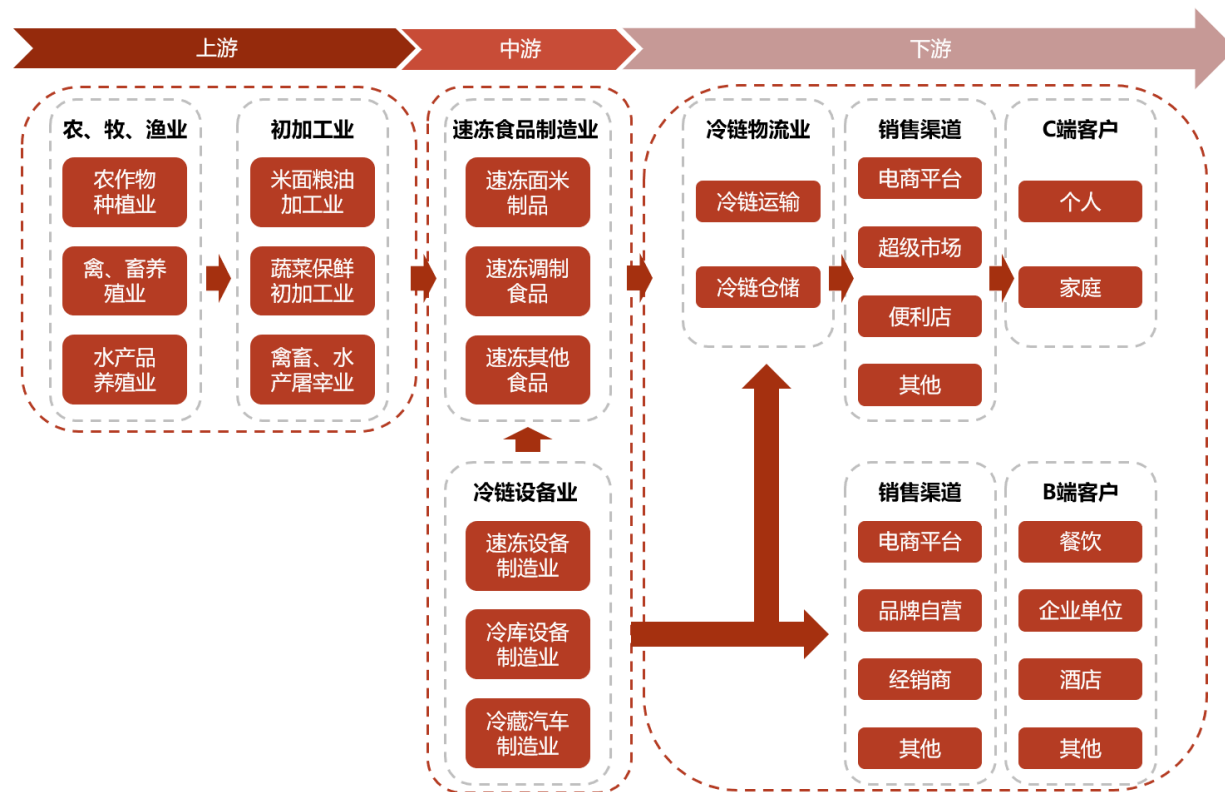 上游
中游
下游
农、牧、渔业
农作物
种植业
禽、畜养
殖业
水产品
养殖业
初加工业
米面粮油
加工业
蔬菜保鲜
初加工业
禽畜、水
产屠宰业
速冻食品制造业
速冻面米
制品
速冻调制
食品
速冻其他
食品
冷链设备业
速冻设备
制造业
冷库设备
制造业
冷藏汽车
制造业
冷链物流业
冷链运输
冷链仓储
销售渠道
电商平台
超级市场
便利店
其他
C端客户
个人
家庭
销售渠道
电商平台
品牌自营
经销商
其他
B端客户
餐饮
企业单位
酒店
其他